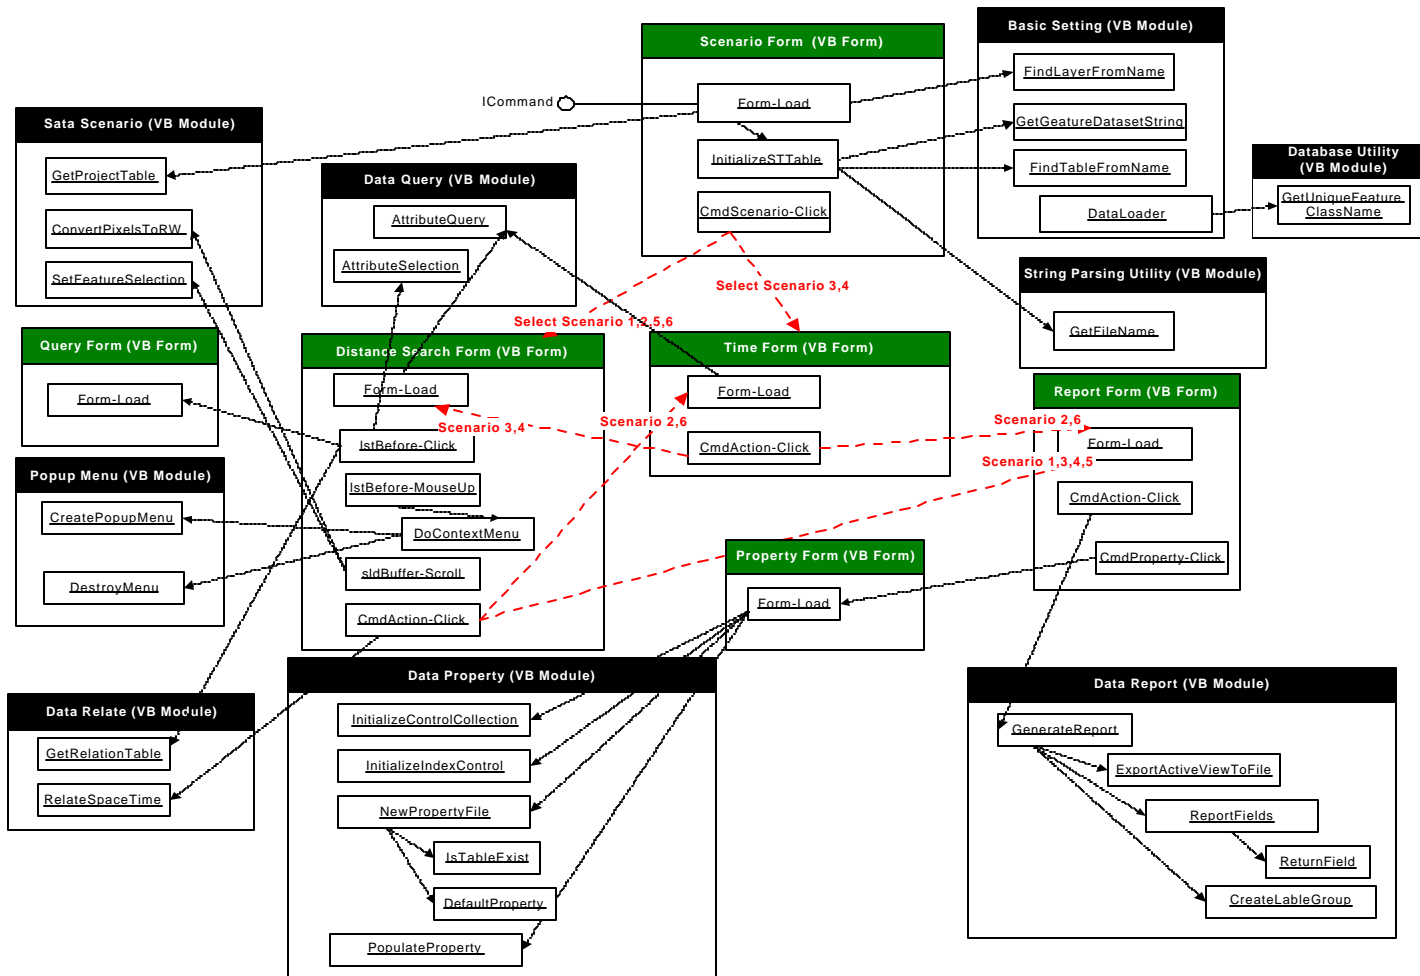 Scenario Form (VB Form)
Form-Load
InitializeSTTable
CmdScenario-Click
ICommand
Basic Setting (VB Module)
FindLayerFromName
GetGeatureDatasetString
FindTableFromName
DataLoader
Database Utility
(VB Module)
GetUniqueFeature
ClassName
Sata Scenario (VB Module)
GetProjectTable
ConvertPixelsToRW
SetFeatureSelection
Data Query (VB Module)
AttributeQuery
AttributeSelection
String Parsing Utility (VB Module)
GetFileName
Select Scenario 3,4
Select Scenario 1,2,5,6
Query Form (VB Form)
Form-Load
Distance Search Form (VB Form)
Form-Load
lstBefore-Click
lstBefore-MouseUp
DoContextMenu
sldBuffer-Scroll
CmdAction-Click
Time Form (VB Form)
Form-Load
CmdAction-Click
Scenario 3,4
Scenario 2,6
Report Form (VB Form)
Scenario 2,6
Form-Load
Scenario 1,3,4,5
CmdAction-Click
CmdProperty-Click
Popup Menu (VB Module)
CreatePopupMenu
DestroyMenu
Property Form (VB Form)
Form-Load
Data Relate (VB Module)
GetRelationTable
RelateSpaceTime
Data Property (VB Module)
InitializeControlCollection
InitializeIndexControl
NewPropertyFile
IsTableExist
DefaultProperty
PopulateProperty
Data Report (VB Module)
GenerateReport
ExportActiveViewToFile
ReportFields
ReturnField
CreateLableGroup